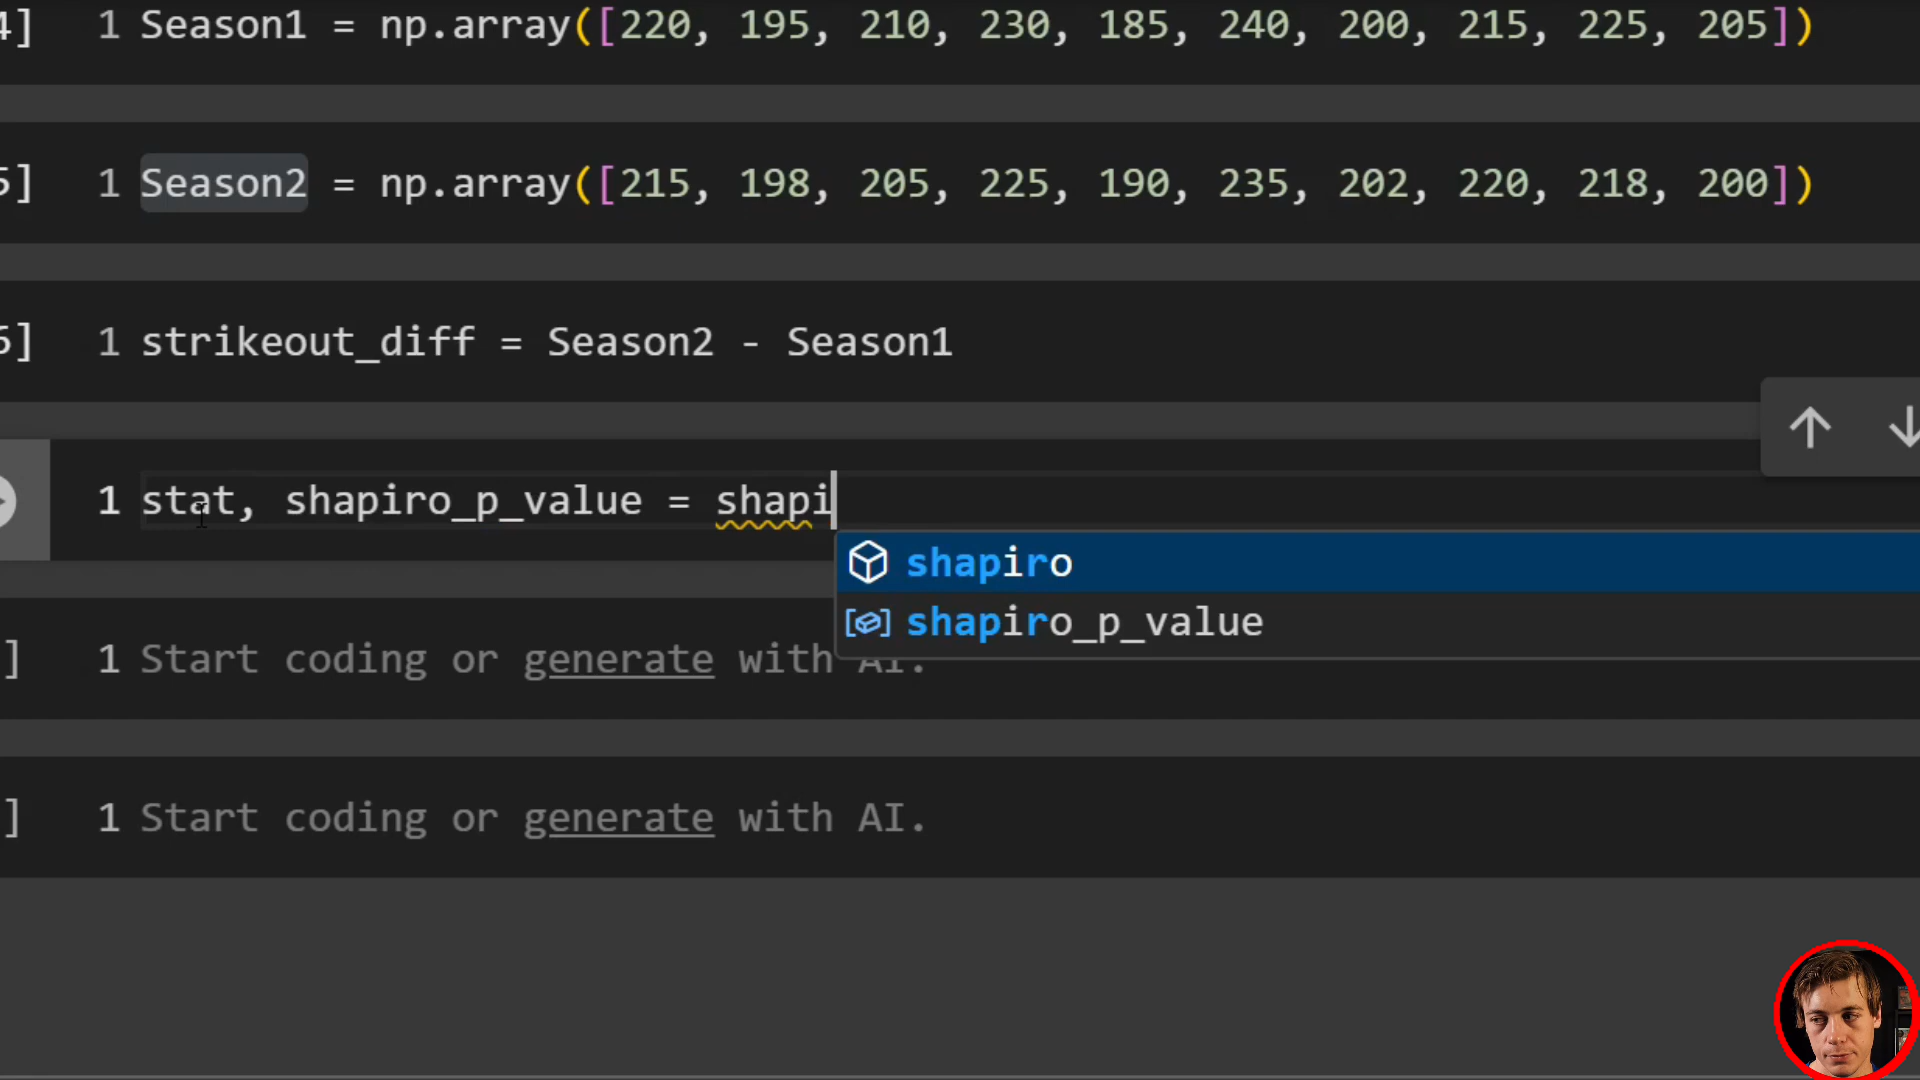 4] 1 Season1 = np.array([220, 195, 210, 230, 185, 240, 200, 215, 225, 205])
5] 1 Season2 = np.array([215, 198, 205, 225, 190, 235, 202, 220, 218, 200])
6] 1 strikeout_diff = Season2 - Season1
1 stat, shapiro_p_value = shapi
shapiro
shapiro_p_value
] 1 Start coding or generate with AI.
] 1 Start coding or generate with AI.